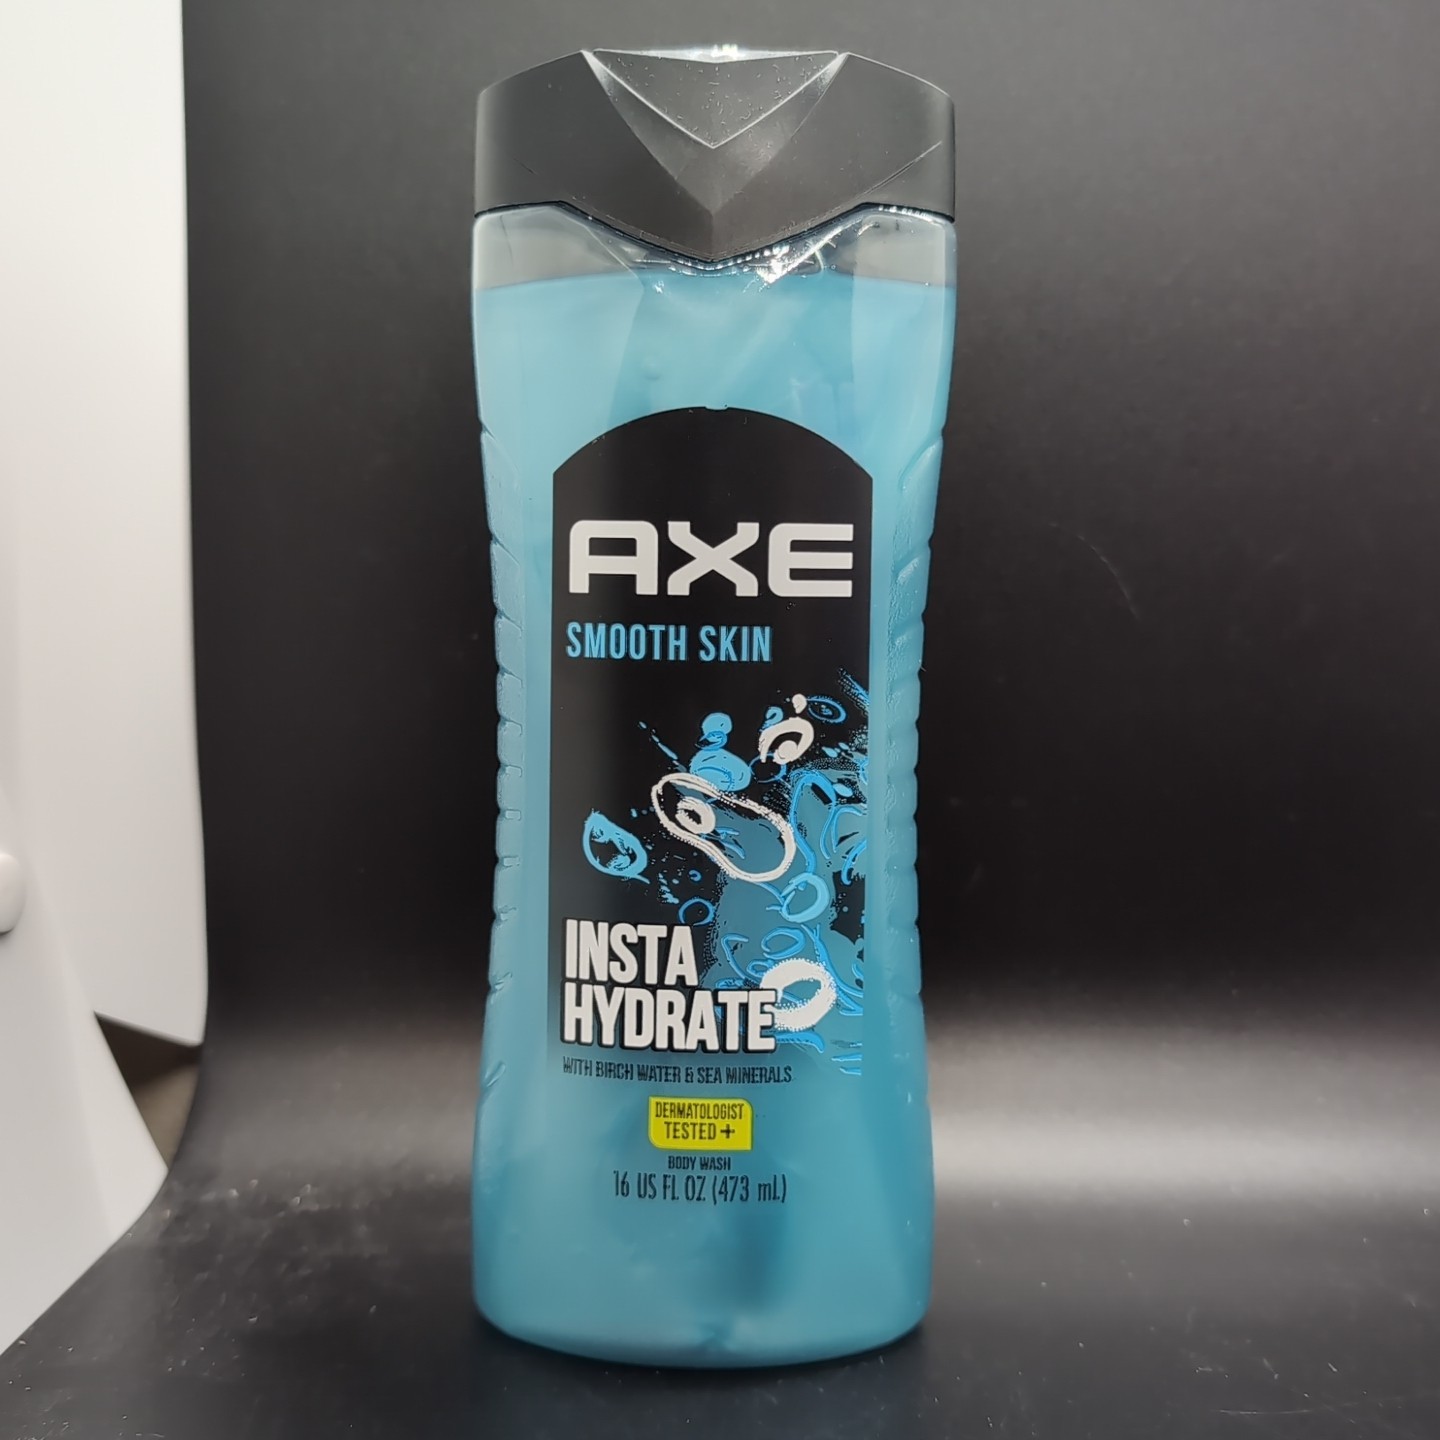 AXE
SMOOTH SKIN
INSTA
HYDRATE
WITH BIRCH WATER & SEA MINERALS
DERMATOLOGIST
TESTED +
BODY WASH
16 US FL OZ (473 mL)